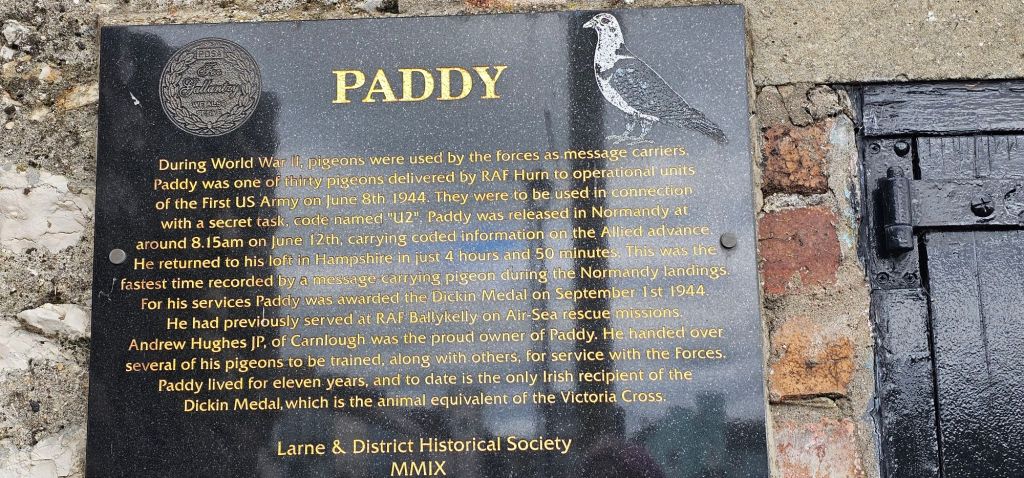 PDSA
For
Gallantry
WE ALSO
SERVE
PADDY
During World War II, pigeons were used by the forces as message carriers.
Paddy was one of thirty pigeons delivered by RAF Hurn to operational units
of the First US Army on June 8th 1944. They were to be used in connection
with a secret task, code named "U2". Paddy was released in Normandy at
around 8.15am on June 12th, carrying coded information on the Allied advance.
He returned to his loft in Hampshire in just 4 hours and 50 minutes. This was the
fastest time recorded by a message carrying pigeon during the Normandy landings.
For his services Paddy was awarded the Dickin Medal on September 1st 1944.
He had previously served at RAF Ballykelly on Air-Sea rescue missions.
Andrew Hughes JP, of Carnlough was the proud owner of Paddy. He handed over
several of his pigeons to be trained, along with others, for service with the Forces.
Paddy lived for eleven years, and to date is the only Irish recipient of the
Dickin Medal, which is the animal equivalent of the Victoria Cross.
Larne & District Historical Society
MMIX